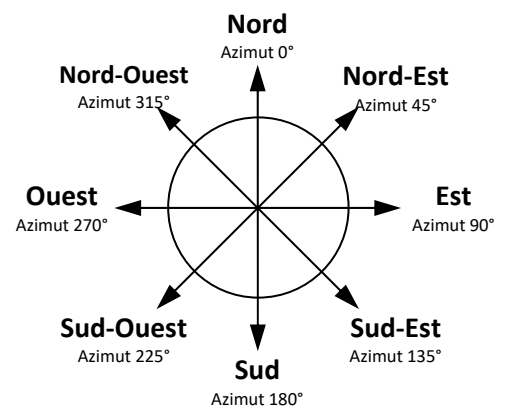 Nord
Azimut 0°
Nord-Ouest
Azimut 315°
Nord-Est
Azimut 45°
Ouest
Azimut 270°
Est
Azimut 90°
Sud-Ouest
Azimut 225°
Sud-Est
Azimut 135°
Sud
Azimut 180°